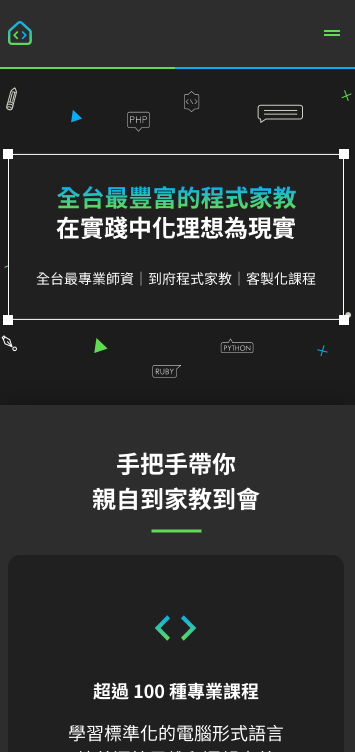 PHP
全台最豐富的程式家教
在實踐中化理想為現實
全台最專業師資｜到府程式家教｜客製化課程
PYTHON
RUBY
手把手帶你
親自到家教到會
超過 100 種專業課程
學習標準化的電腦形式語言